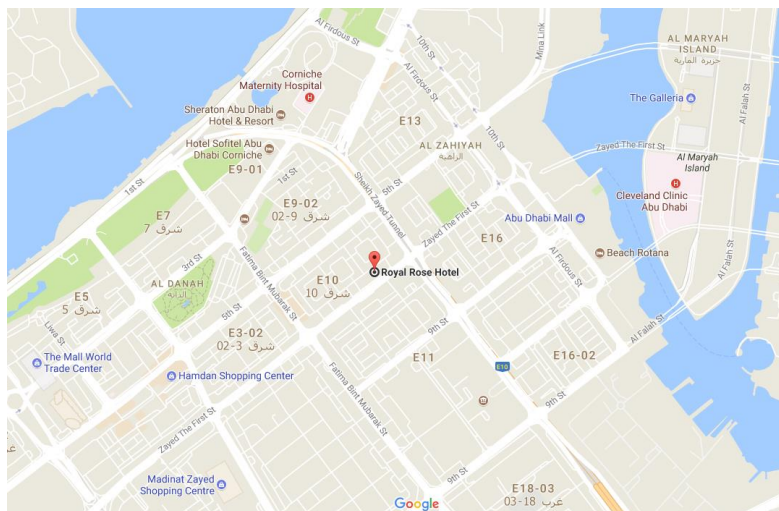 Al Firdous St
10th St
Mina Link
AL MARYAH
ISLAND
جزيرة المارية
Corniche
Maternity Hospital
Al Firdous St
The Galleria
Al Falah St
Sheraton Abu Dhabi
Hotel & Resort
E13
AL ZAHIYAH
الزاهية
10th St
Zayed The First St
Hotel Sofitel Abu
Dhabi Corniche
Al Maryah
Island
1st St
E9-01
1st St
Sheikh Zayed Tunnel
5th St
Cleveland Clinic
Abu Dhabi
E7
شرق 7
E9-02
شرق 9-02
Abu Dhabi Mall
Zayed The First St
E16
3rd St
Fatima Bint Mubarak St
Beach Rotana
Royal Rose Hotel
AL DANAH
الدانة
E10
شرق 10
Al Firdous St
Al Falah St
E5
شرق 5
5th St
Liwa St
E3-02
شرق 3-02
9th St
Al Falah St
The Mall World
Trade Center
E11
E16-02
E10
Hamdan Shopping Center
Fatima Bint Mubarak St
9th St
Zayed The First St
9th St
Madinat Zayed
Shopping Centre
E18-03
غرب 18-03
Google